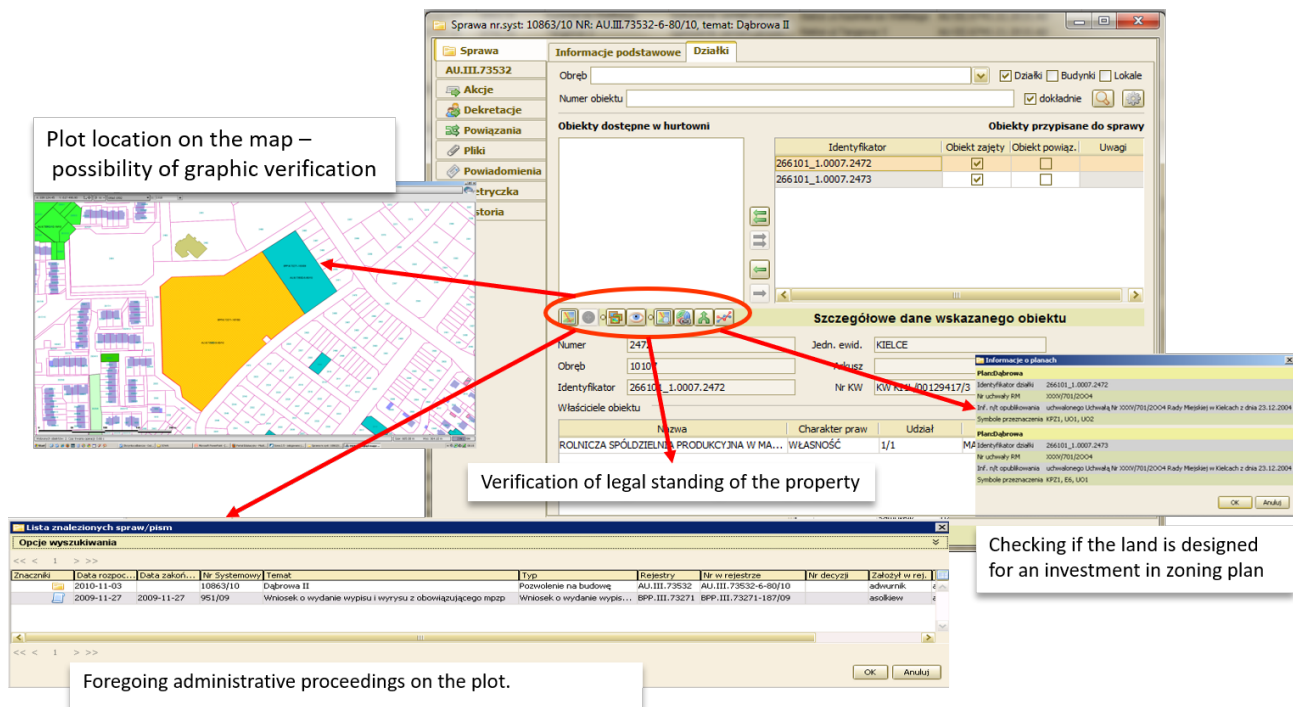 Sprawa nr.syst: 10863/10 NR: AU.III.73532-6-80/10, temat: Dąbrowa II
Sprawa
AU.III.73532
Akcje
Dekretacje
Powiązania
Pliki
Powiadomienia
etryczka
storia
Informacje podstawowe
Działki
Obręb
Działki
Budynki
Lokale
Numer obiektu
dokładnie
Obiekty dostępne w hurtowni
Obiekty przypisane do sprawy
Identyfikator Obiekt zajęty Obiekt powiąz. Uwagi
266101_1.0007.2472
266101_1.0007.2473
Plot location on the map –
possibility of graphic verification
Szczegółowe dane wskazanego obiektu
Numer
Jedn. ewid. KIELCE
Obręb
Identyfikator 266101_1.0007.2472
Nr KW
Właściciele obiektu
Nazwa Charakter praw Udział
ROLNICZA SPÓŁDZIELNIA PRODUKCYJNA W MA... WŁASNOŚĆ 1/1
Verification of legal standing of the property
Informacje o planach
PlanDąbrowa
Identyfikator działki 266101_1.0007.2472
Nr uchwały RM XXXV/701/2004
Inf. n/t opublikowania uchwalonego Uchwałą Nr XXXV/701/2004 Rady Miejskiej w Kielcach z dnia 23.12.2004
Symbole przeznaczenia KPZ1, UO1, UO2
PlanDąbrowa
Identyfikator działki 266101_1.0007.2473
Nr uchwały RM XXXV/701/2004
Inf. n/t opublikowania uchwalonego Uchwałą Nr XXXV/701/2004 Rady Miejskiej w Kielcach z dnia 23.12.2004
Symbole przeznaczenia KPZ1, E6, UO1
OK Anuluj
Checking if the land is designed
for an investment in zoning plan
Lista znalezionych spraw/pism
Opcje wyszukiwania
<< < 1 > >>
Znaczniki Data rozpoc... Data zakoń... Nr Systemowy Temat Typ Rejestry Nr w rejestrze Nr decyzji Założył w rej.
2010-11-03 10863/10 Dąbrowa II Pozwolenie na budowę AU.III.73532 AU.III.73532-6-80/10 adwurnik
2009-11-27 2009-11-27 951/09 Wniosek o wydanie wypisu i wyrysu z obowiązującego mpzp Wniosek o wydanie wypis... BPP.III.73271 BPP.III.73271-187/09 asolkiew
<< < 1 > >>
OK Anuluj
Foregoing administrative proceedings on the plot.